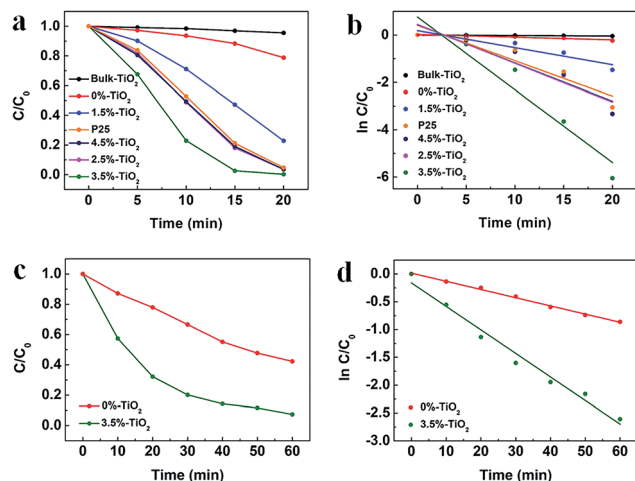 a
C/C₀
1.0
0.8
0.6
0.4
0.2
0.0
Bulk-TiO₂
0%-TiO₂
1.5%-TiO₂
P25
4.5%-TiO₂
2.5%-TiO₂
3.5%-TiO₂
0 5 10 15 20
Time (min)
b
ln C/C₀
0
-2
-4
-6
Bulk-TiO₂
0%-TiO₂
1.5%-TiO₂
P25
4.5%-TiO₂
2.5%-TiO₂
3.5%-TiO₂
0 5 10 15 20
Time (min)
c
C/C₀
1.0
0.8
0.6
0.4
0.2
0.0
0%-TiO₂
3.5%-TiO₂
0 10 20 30 40 50 60
Time (min)
d
ln C/C₀
0.0
-0.5
-1.0
-1.5
-2.0
-2.5
-3.0
0%-TiO₂
3.5%-TiO₂
0 10 20 30 40 50 60
Time (min)